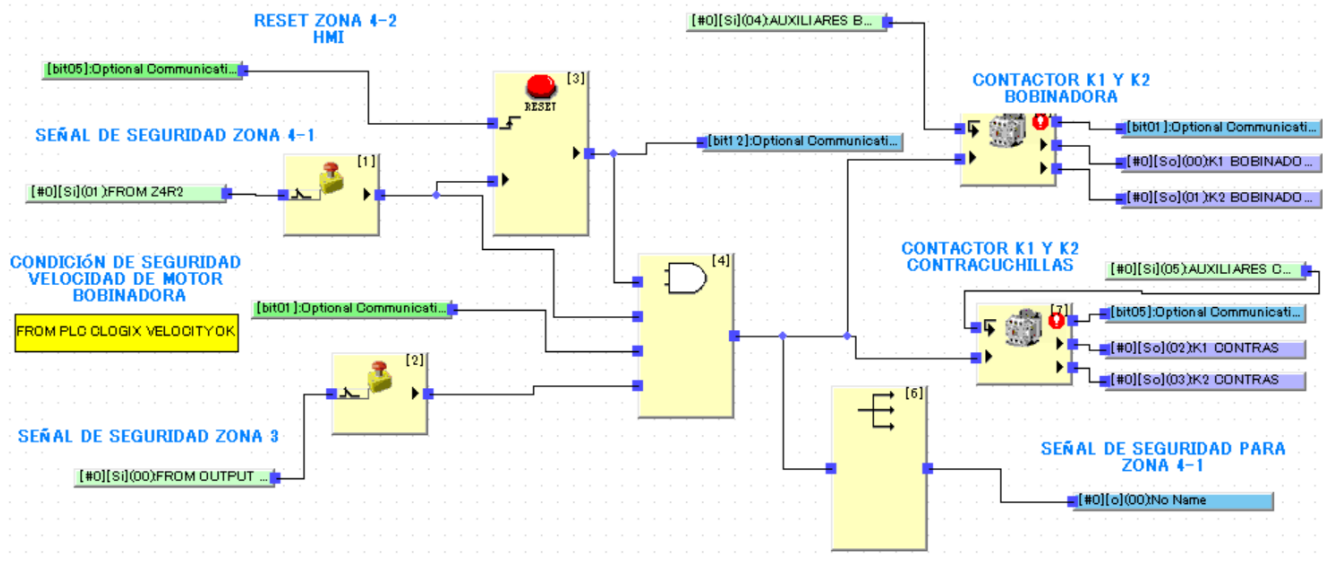 RESET ZONA 4-2
HMI
[bit05]:Optional Communicati...
SEÑAL DE SEGURIDAD ZONA 4-1
[#0][Si](01):FROM Z4R2
[1]
[3]
RESET
[#0][Si](04):AUXILIARES B...
[bit12]:Optional Communicati...
CONTACTOR K1 Y K2
BOBINADORA
[bit01]:Optional Communicati...
[#0][So](00):K1 BOBINADO...
[#0][So](01):K2 BOBINADO...
CONDICIÓN DE SEGURIDAD
VELOCIDAD DE MOTOR
BOBINADORA
FROM PLC CLOGIX VELOCITYOK
[bit01]:Optional Communicati...
[2]
[4]
CONTACTOR K1 Y K2
CONTRACUCHILLAS
[#0][Si](05):AUXILIARES C...
[7]
[bit05]:Optional Communicati...
[#0][So](02):K1 CONTRAS
[#0][So](03):K2 CONTRAS
SEÑAL DE SEGURIDAD ZONA 3
[#0][Si](00):FROM OUTPUT ...
[6]
SEÑAL DE SEGURIDAD PARA
ZONA 4-1
[#0][o](00):No Name